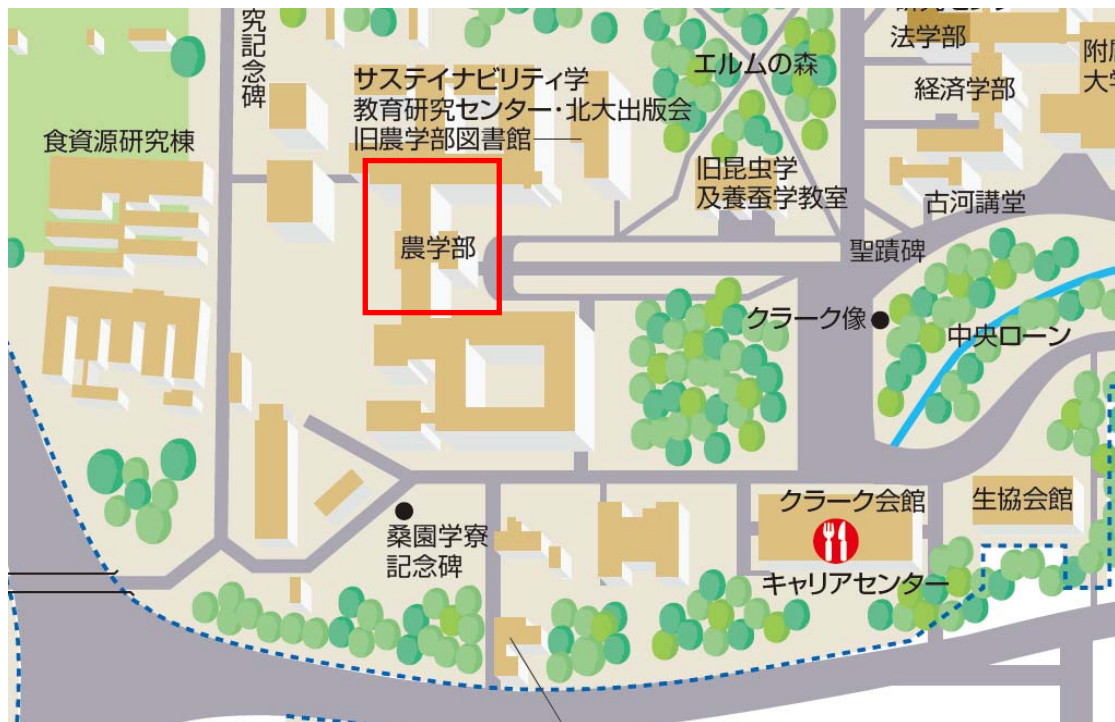 法学部
エルムの森
究記念碑
サステイナビリティ学
教育研究センター・北大出版会
旧農学部図書館
経済学部
附属
大学
食資源研究棟
旧昆虫学
及養蚕学教室
古河講堂
農学部
聖蹟碑
クラーク像
中央ローン
クラーク会館
生協会館
桑園学寮
記念碑
キャリアセンター